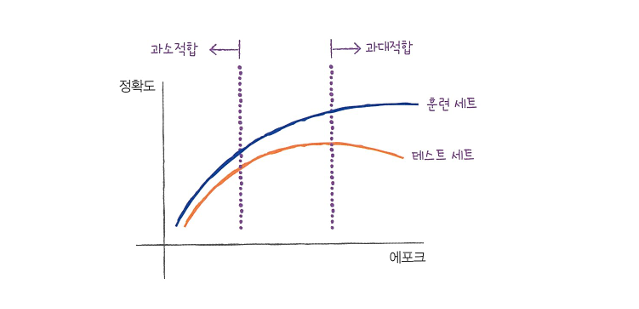 과소적합
과대적합
정확도
훈련 세트
테스트 세트
에포크